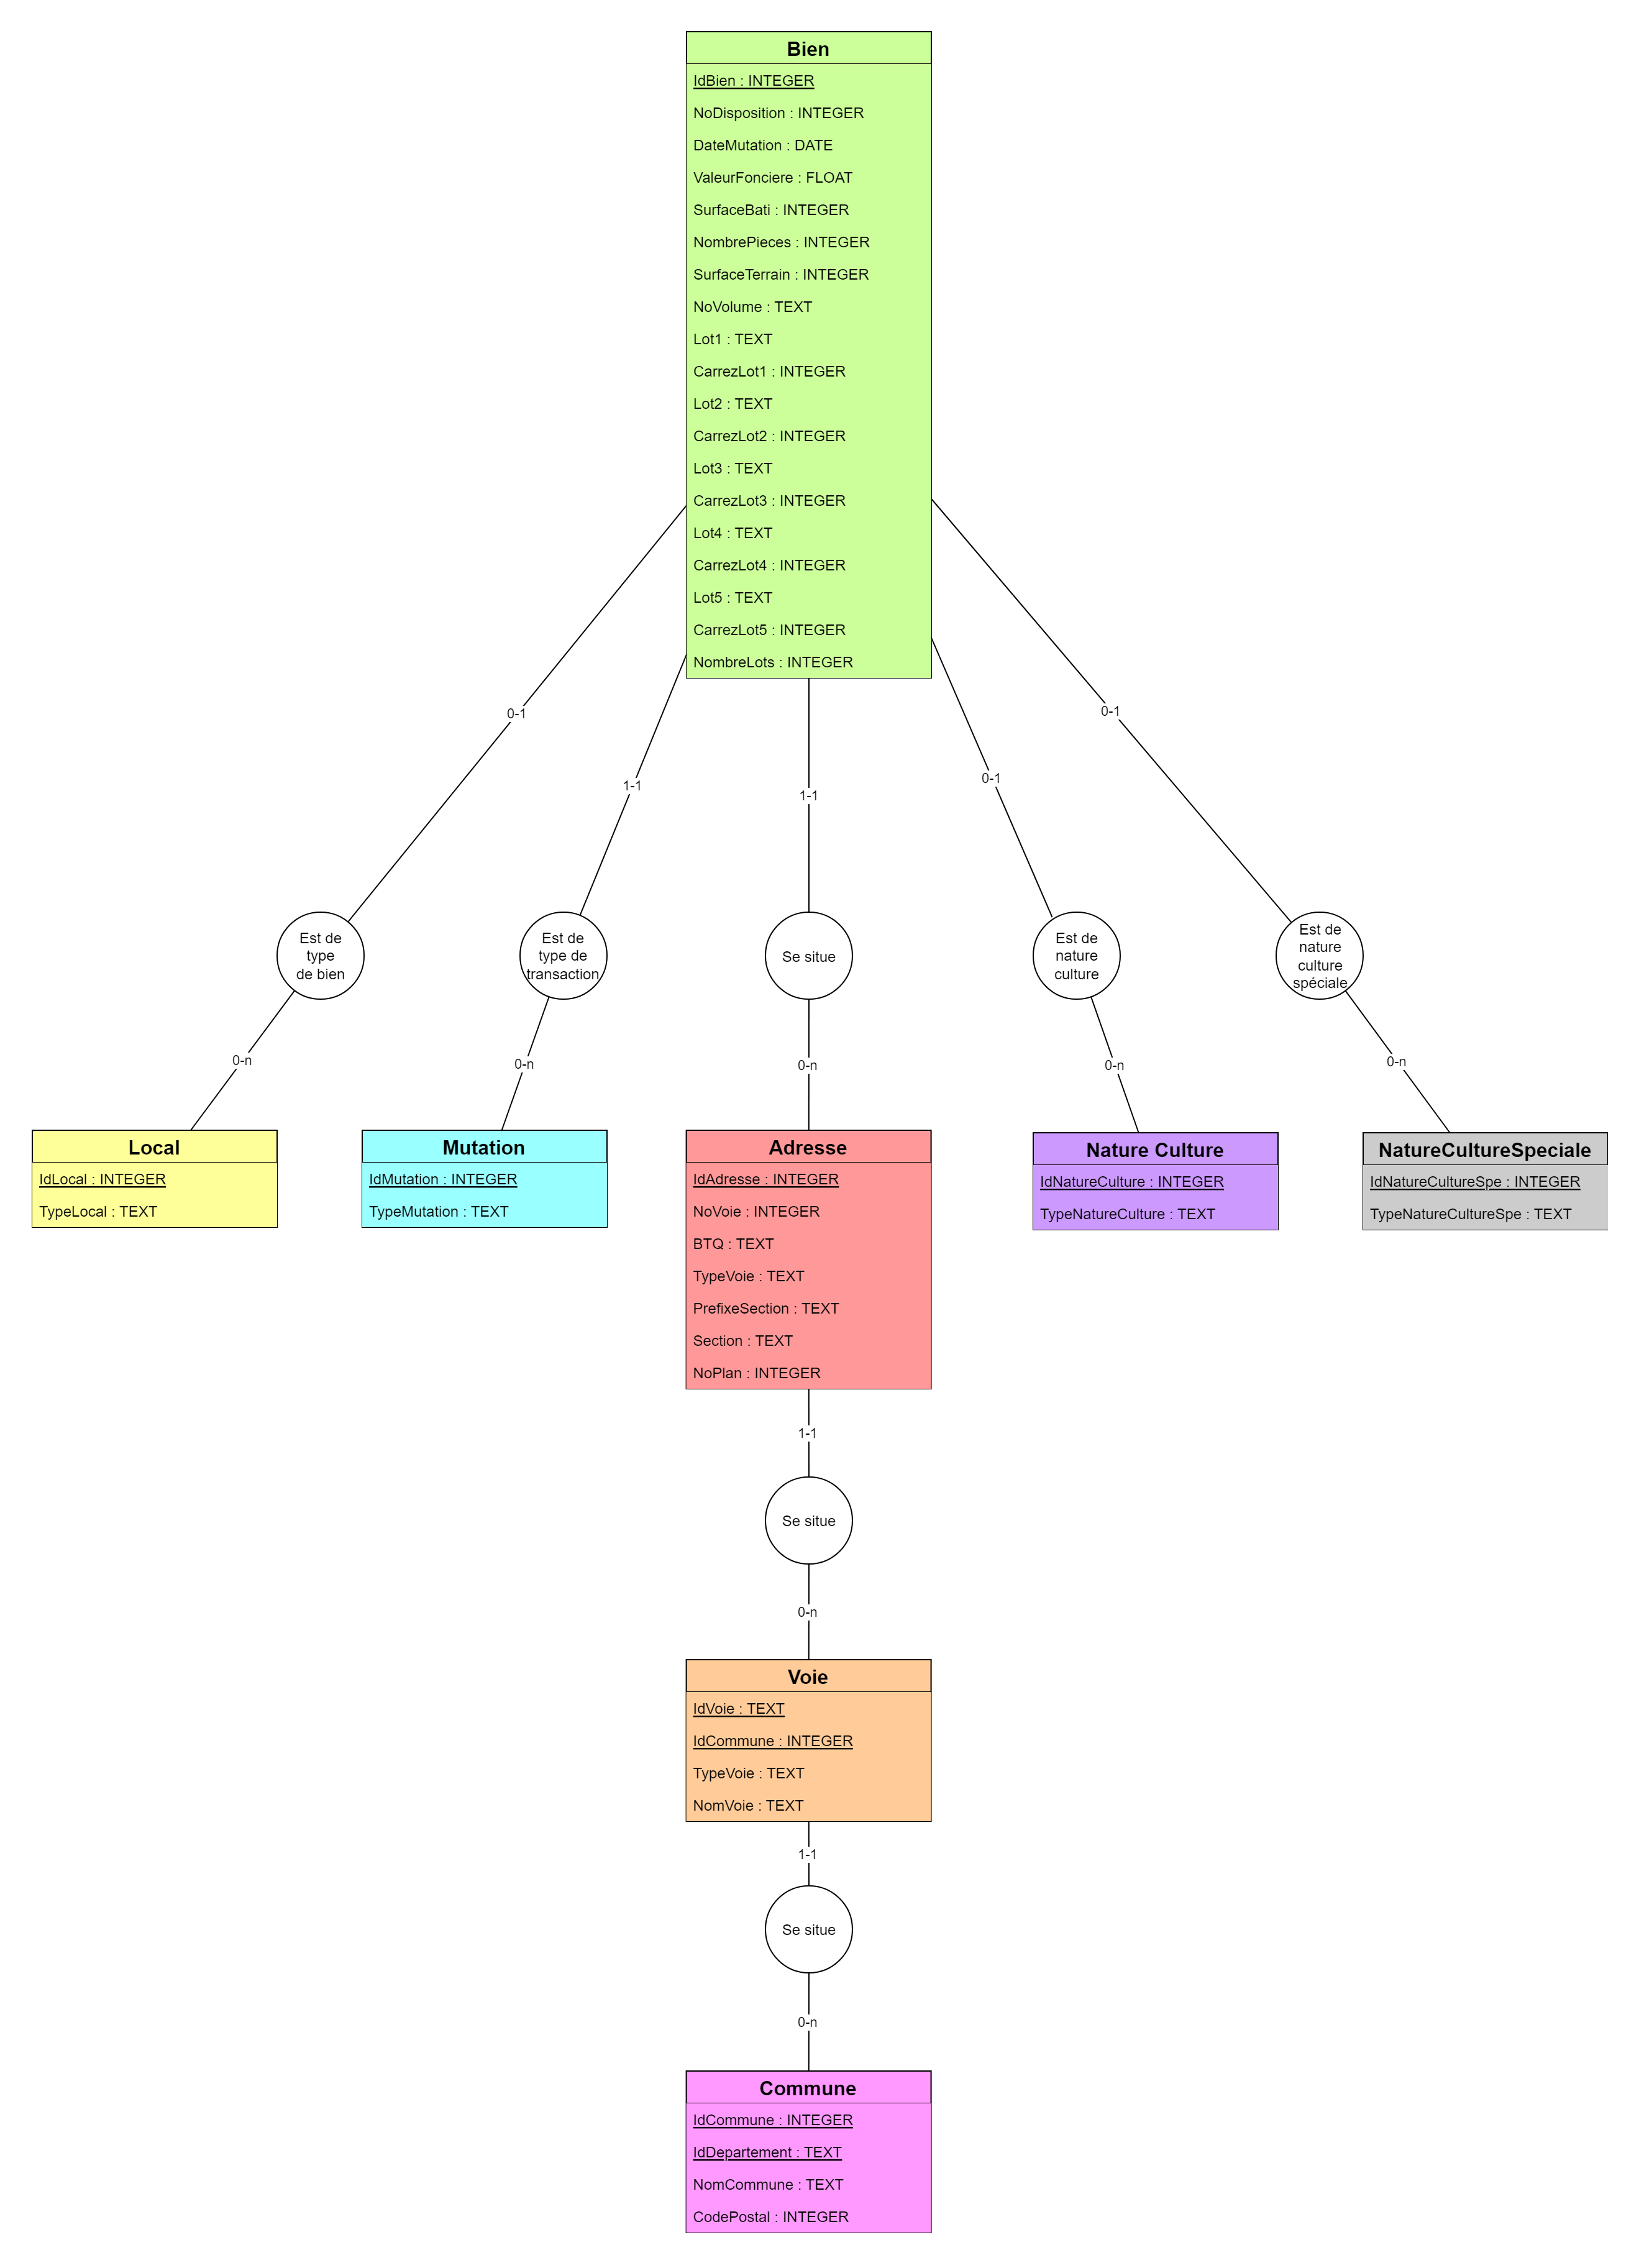 Bien
IdBien : INTEGER
NoDisposition : INTEGER
DateMutation : DATE
ValeurFonciere : FLOAT
SurfaceBati : INTEGER
NombrePieces : INTEGER
SurfaceTerrain : INTEGER
NoVolume : TEXT
Lot1 : TEXT
CarrezLot1 : INTEGER
Lot2 : TEXT
CarrezLot2 : INTEGER
Lot3 : TEXT
CarrezLot3 : INTEGER
Lot4 : TEXT
CarrezLot4 : INTEGER
Lot5 : TEXT
CarrezLot5 : INTEGER
NombreLots : INTEGER
0-1
1-1
1-1
0-1
0-1
Est de
type
de bien
Est de
type de
transaction
Se situe
Est de
nature
culture
Est de
nature
culture
spéciale
0-n
0-n
0-n
0-n
0-n
Local
IdLocal : INTEGER
TypeLocal : TEXT
Mutation
IdMutation : INTEGER
TypeMutation : TEXT
Adresse
IdAdresse : INTEGER
NoVoie : INTEGER
BTQ : TEXT
TypeVoie : TEXT
PrefixeSection : TEXT
Section : TEXT
NoPlan : INTEGER
Nature Culture
IdNatureCulture : INTEGER
TypeNatureCulture : TEXT
NatureCultureSpeciale
IdNatureCultureSpe : INTEGER
TypeNatureCultureSpe : TEXT
1-1
Se situe
0-n
Voie
IdVoie : TEXT
IdCommune : INTEGER
TypeVoie : TEXT
NomVoie : TEXT
1-1
Se situe
0-n
Commune
IdCommune : INTEGER
IdDepartement : TEXT
NomCommune : TEXT
CodePostal : INTEGER